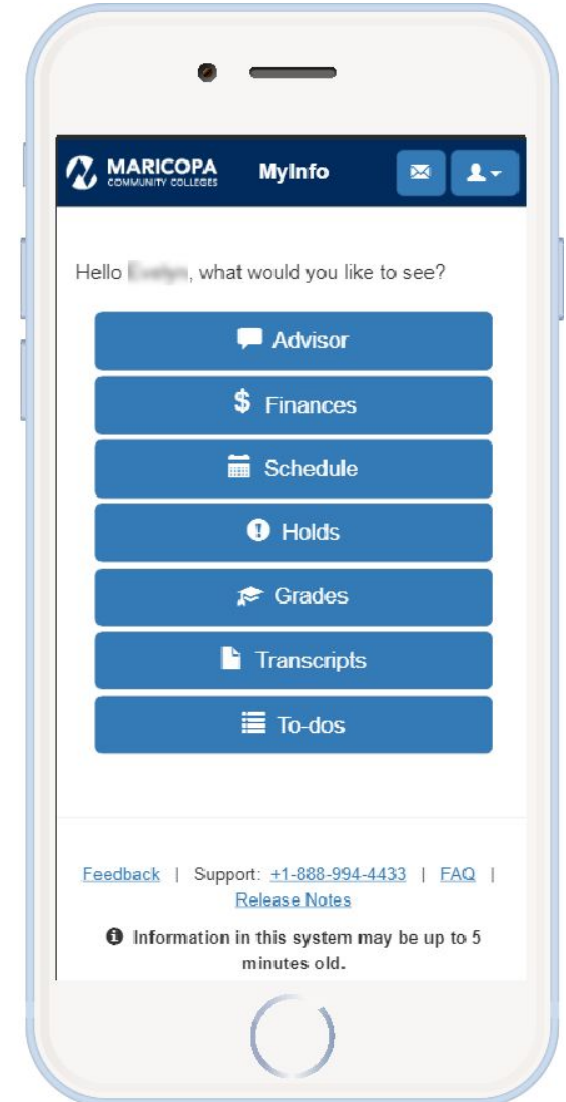 MARICOPA
COMMUNITY COLLEGES
MyInfo
Hello , what would you like to see?
Advisor
$ Finances
Schedule
Holds
Grades
Transcripts
To-dos
Feedback | Support: +1-888-994-4433 | FAQ |
Release Notes
Information in this system may be up to 5
minutes old.